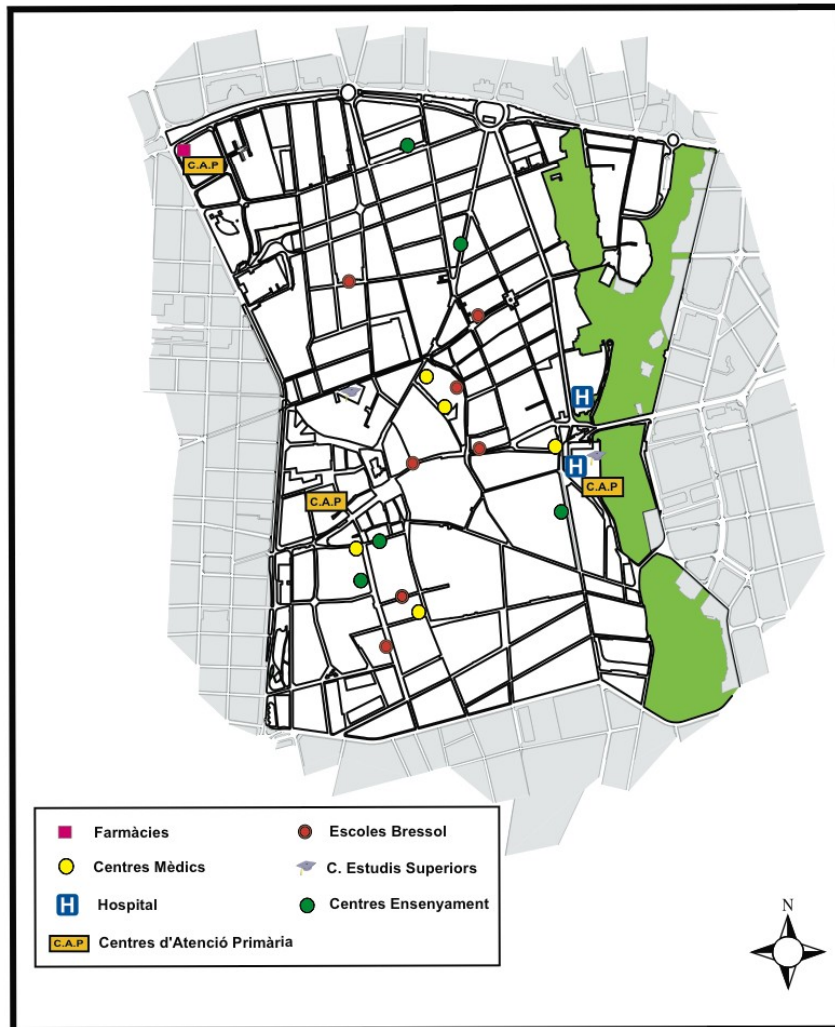 C.A.P
H
C.A.P
H
C.A.P
Farmàcies
Escoles Bressol
Centres Mèdics
C. Estudis Superiors
H
Hospital
Centres Ensenyament
C.A.P
Centres d'Atenció Primària
N